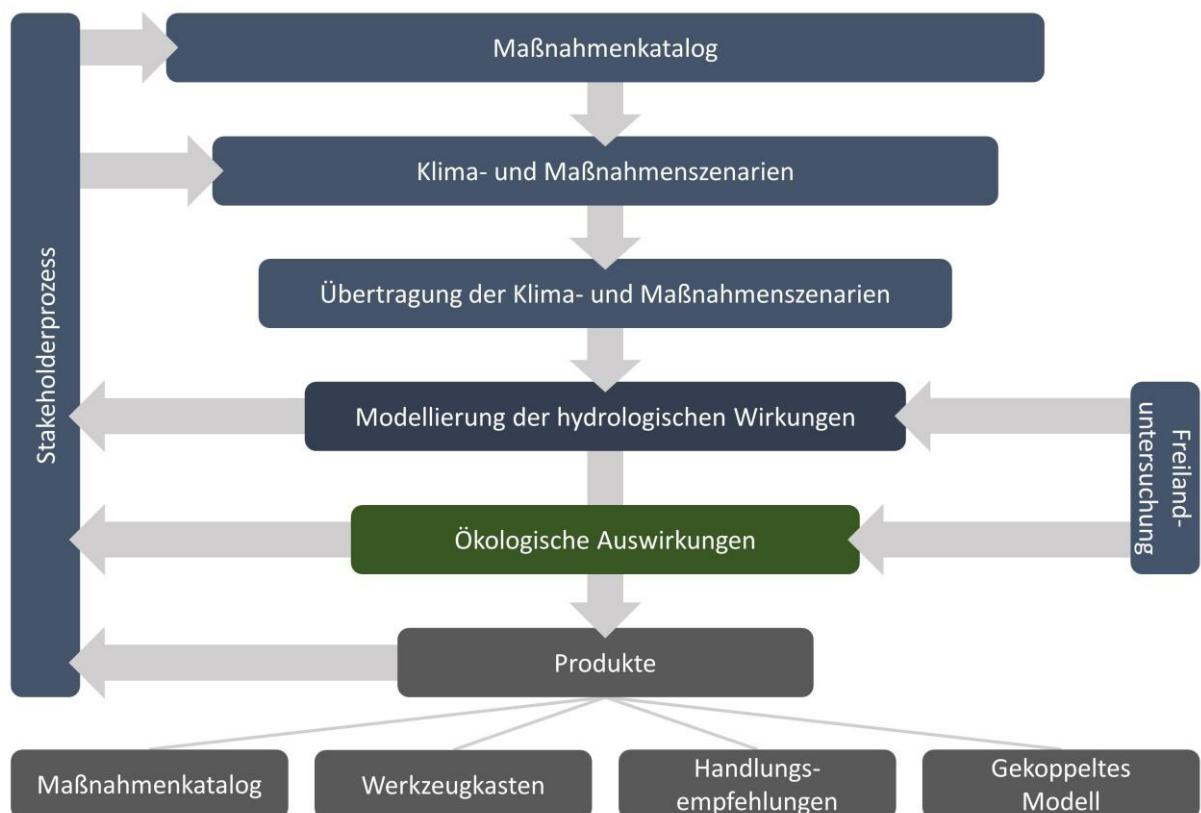 Maßnahmenkatalog
Klima- und Maßnahmenszenarien
Übertragung der Klima- und Maßnahmenszenarien
Stakeholderprozess
Modellierung der hydrologischen Wirkungen
Freiland-
untersuchung
Ökologische Auswirkungen
Produkte
Maßnahmenkatalog
Werkzeugkasten
Handlungs-
empfehlungen
Gekoppeltes
Modell